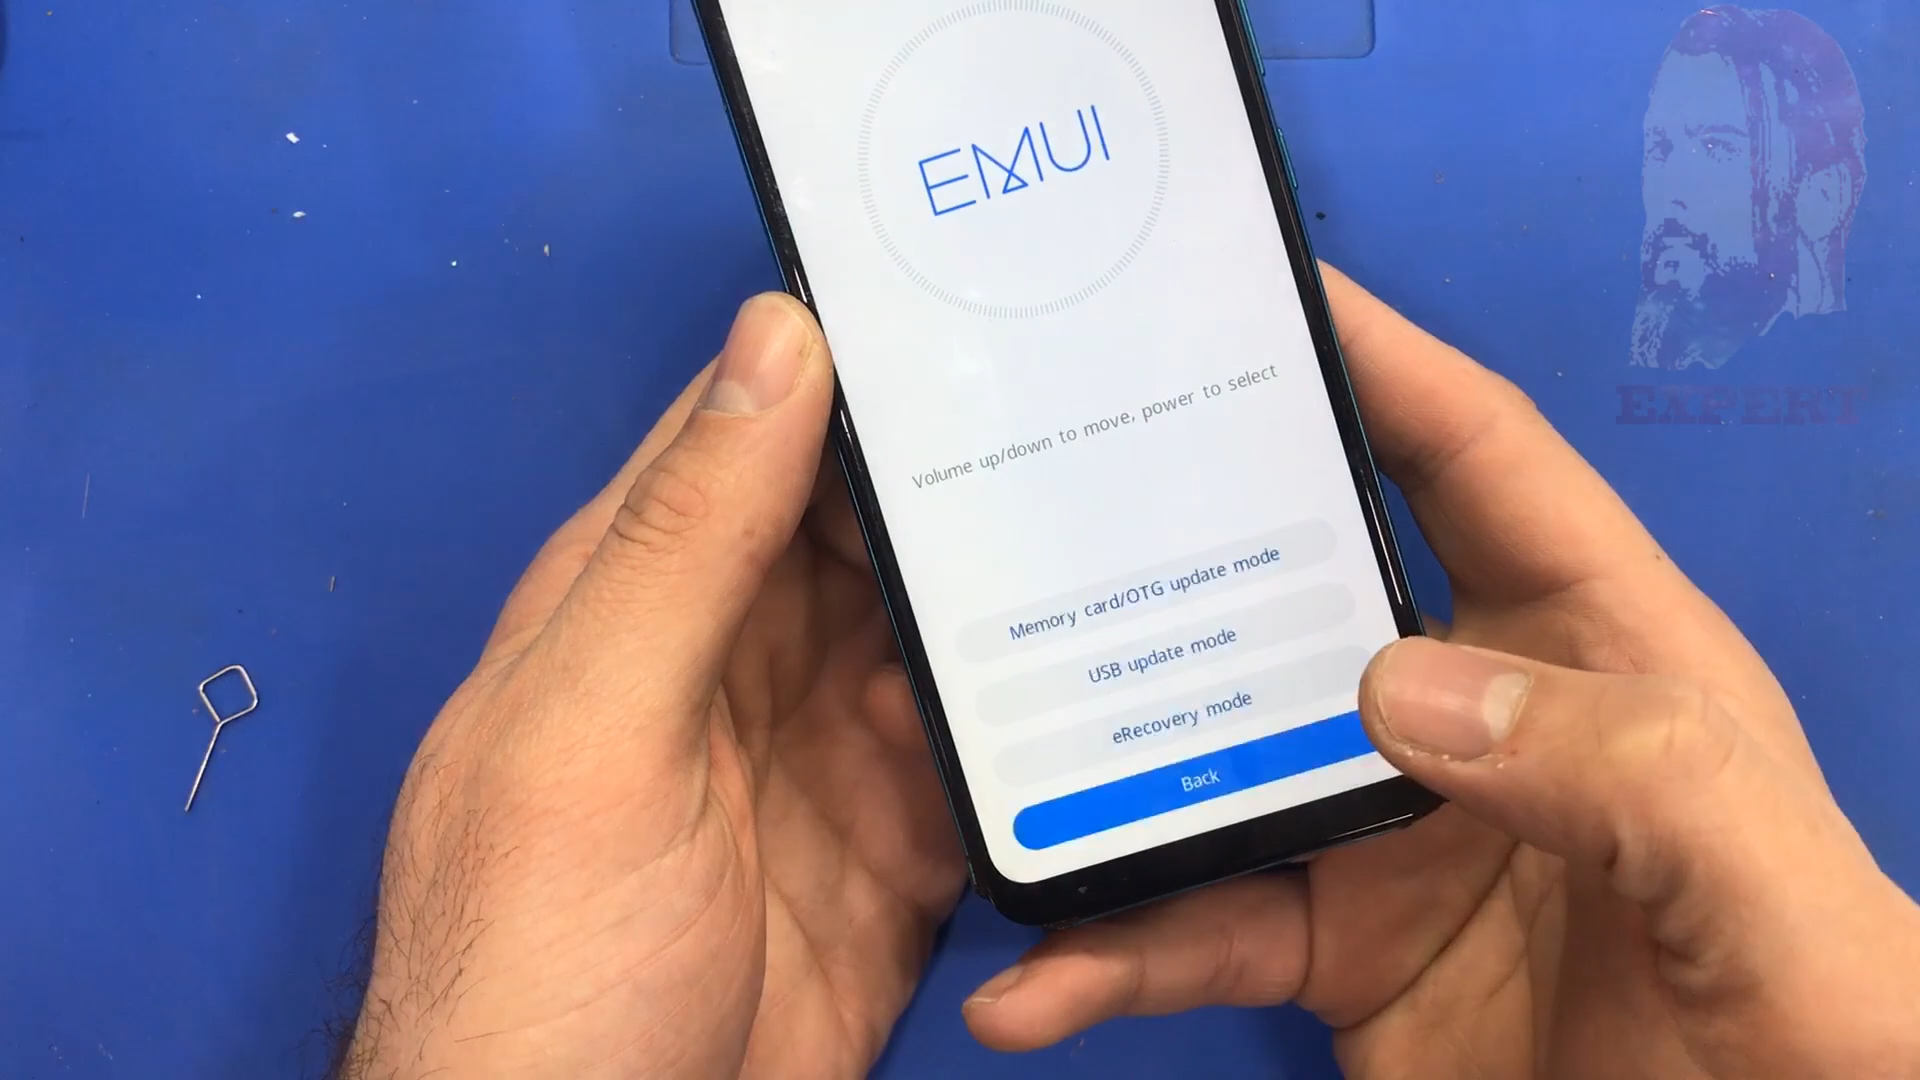 EMUI
Volume up/down to move, power to select
Memory card/OTG update mode
USB update mode
eRecovery mode
Back
EXPERT